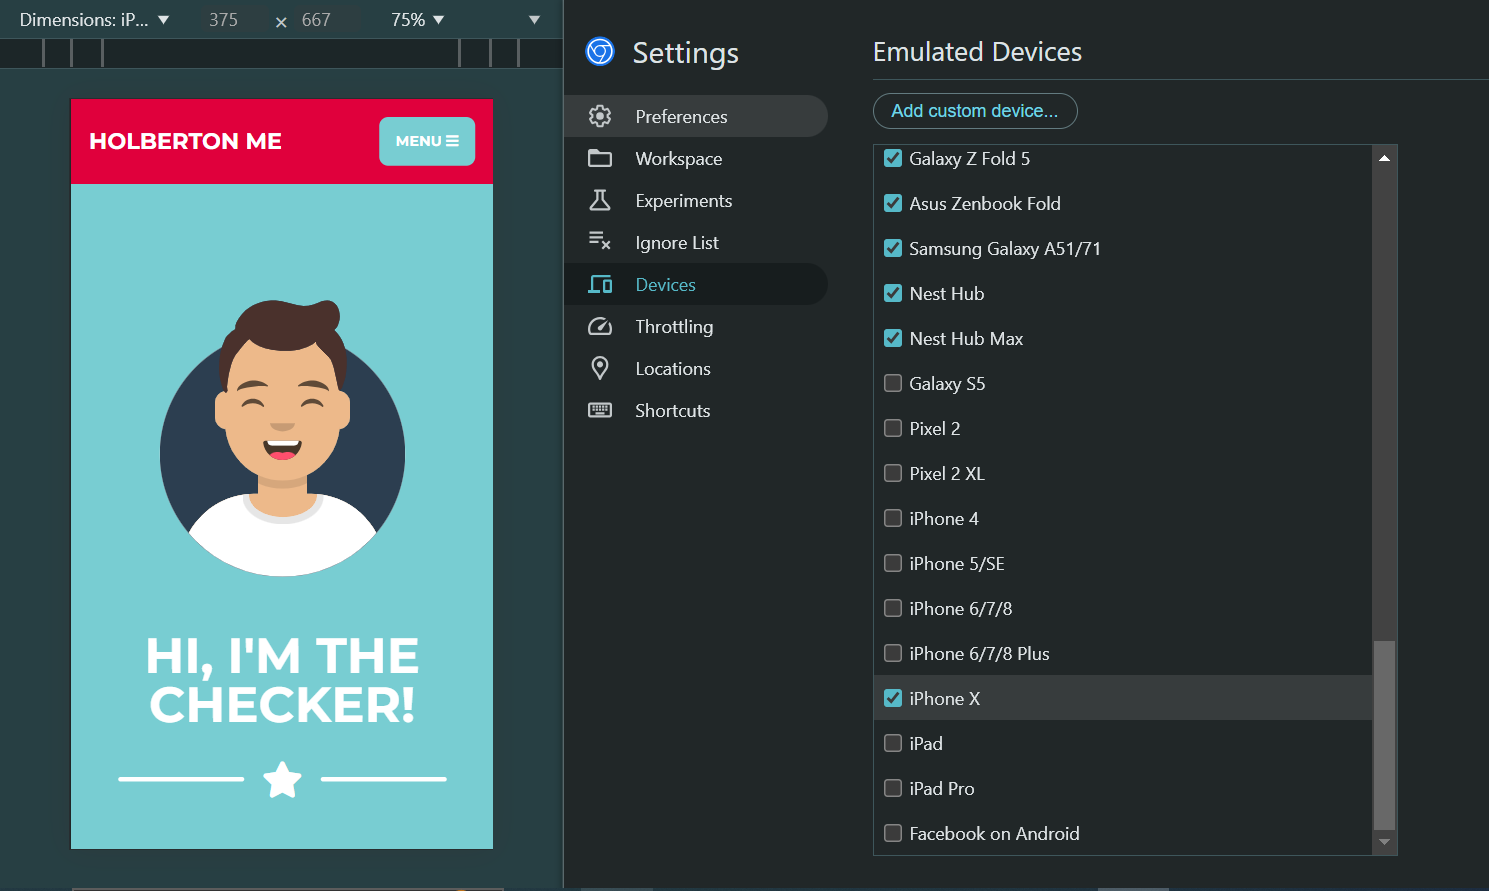 Dimensions: iP... 375 × 667 75%
HOLBERTON ME
MENU
HI, I'M THE
CHECKER!
Settings
Preferences
Workspace
Experiments
Ignore List
Devices
Throttling
Locations
Shortcuts
Emulated Devices
Add custom device...
Galaxy Z Fold 5
Asus Zenbook Fold
Samsung Galaxy A51/71
Nest Hub
Nest Hub Max
Galaxy S5
Pixel 2
Pixel 2 XL
iPhone 4
iPhone 5/SE
iPhone 6/7/8
iPhone 6/7/8 Plus
iPhone X
iPad
iPad Pro
Facebook on Android